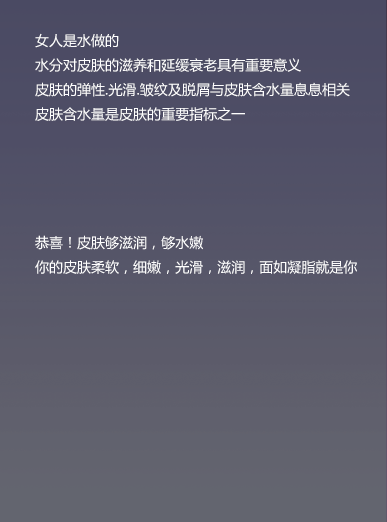 女人是水做的
水分对皮肤的滋养和延缓衰老具有重要意义
皮肤的弹性.光滑.皱纹及脱屑与皮肤含水量息息相关
皮肤含水量是皮肤的重要指标之一
恭喜！皮肤够滋润，够水嫩
你的皮肤柔软，细嫩，光滑，滋润，面如凝脂就是你